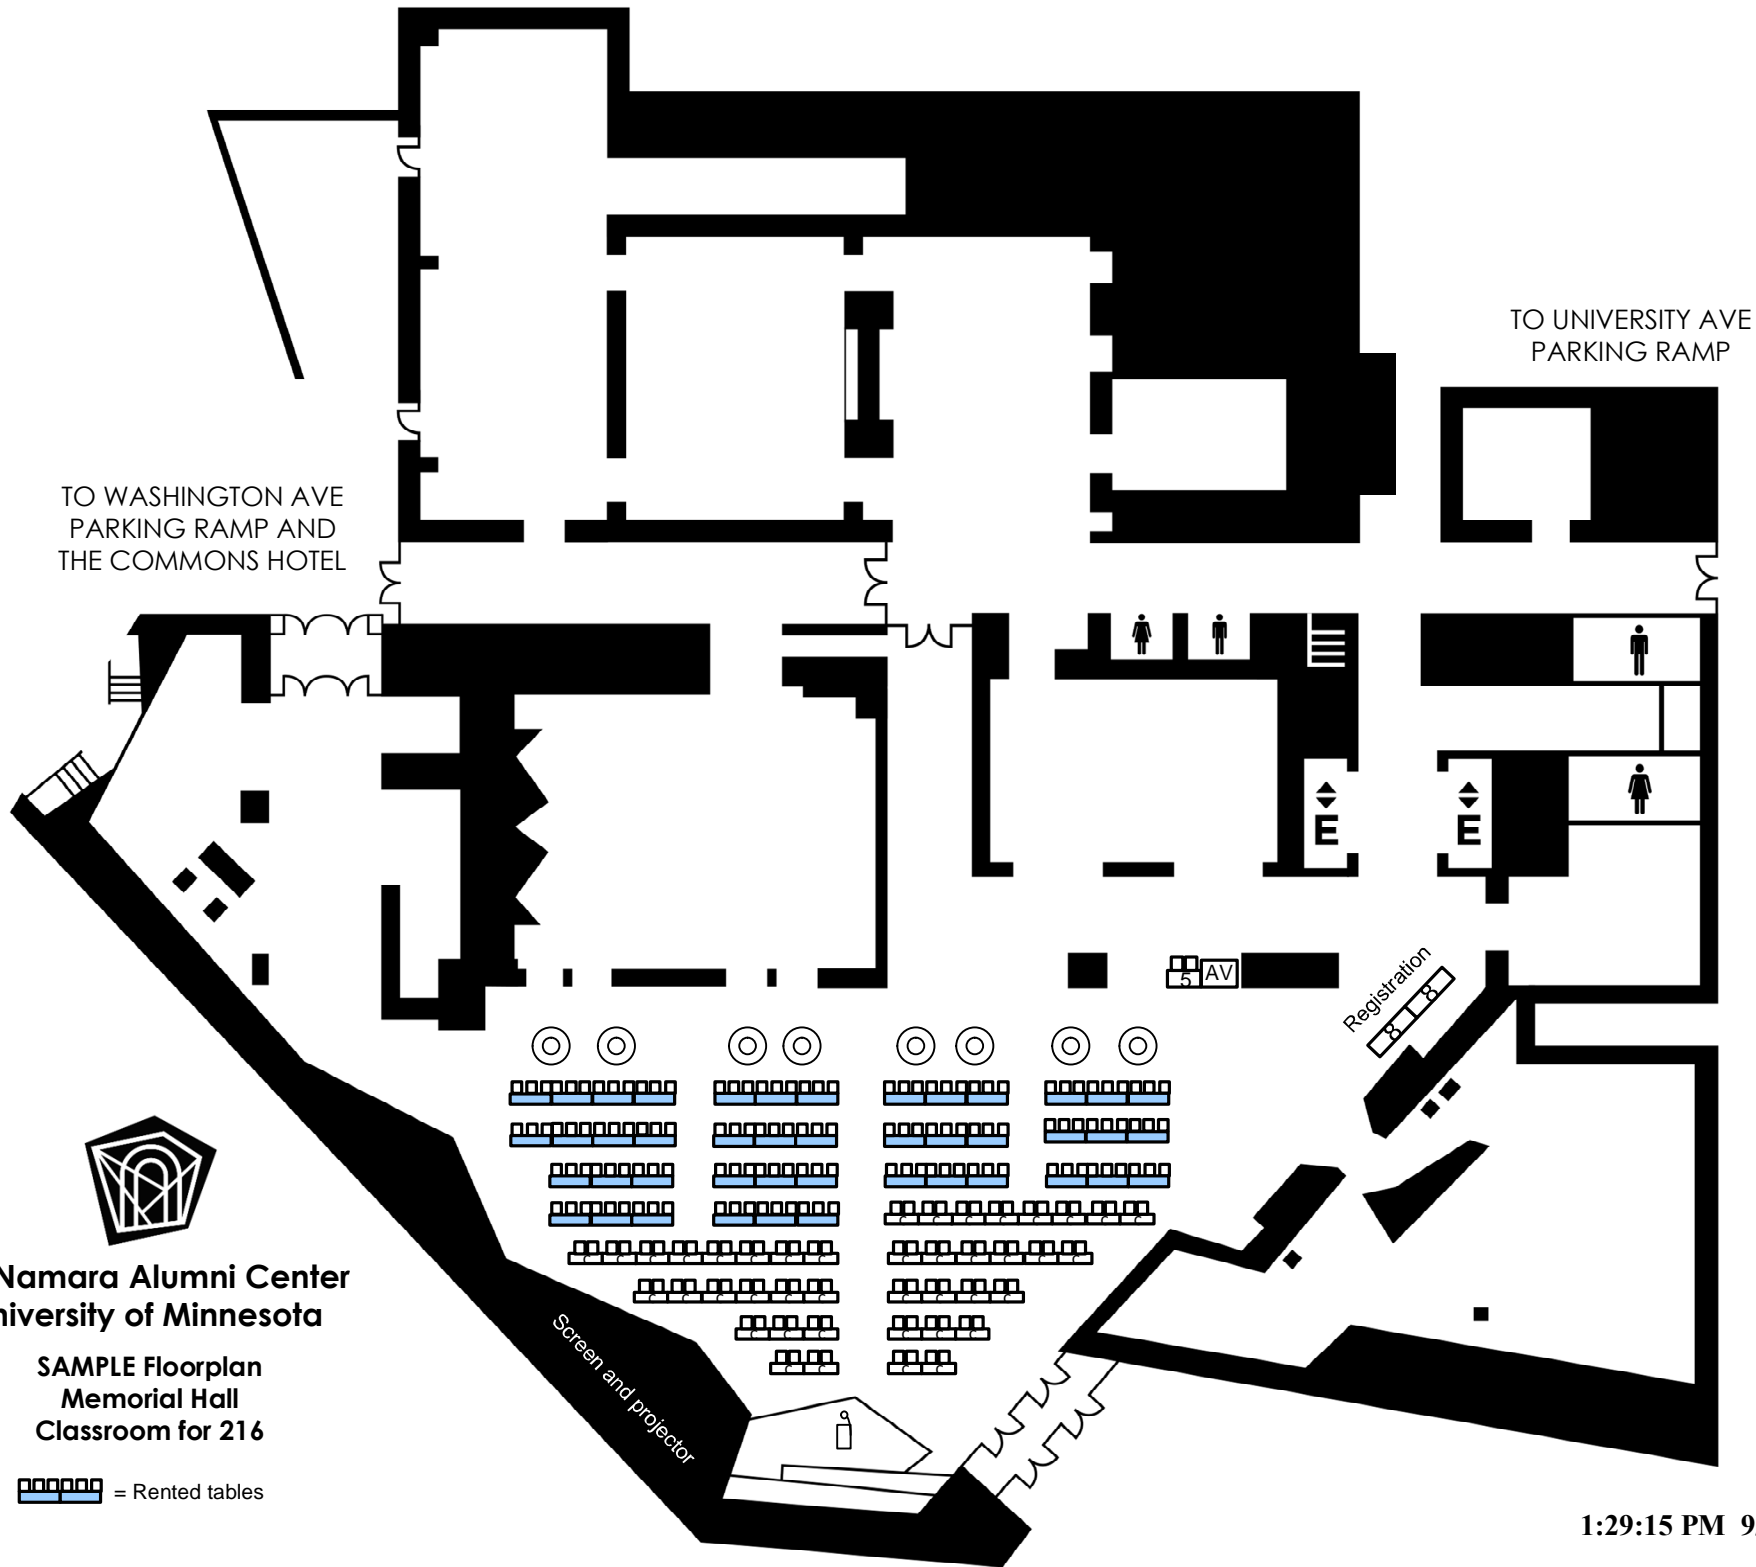 TO UNIVERSITY AVE
PARKING RAMP
TO WASHINGTON AVE
PARKING RAMP AND
THE COMMONS HOTEL
E E
5 AV
Registration
8 8
C C C C C C C C
C C C C C C C C
C C C C C C
C C C C C C
C C C C
C C C
C C C
C C
C C
Namara Alumni Center
niversity of Minnesota
SAMPLE Floorplan
Memorial Hall
Classroom for 216
Screen and projector
= Rented tables
1:29:15 PM 9